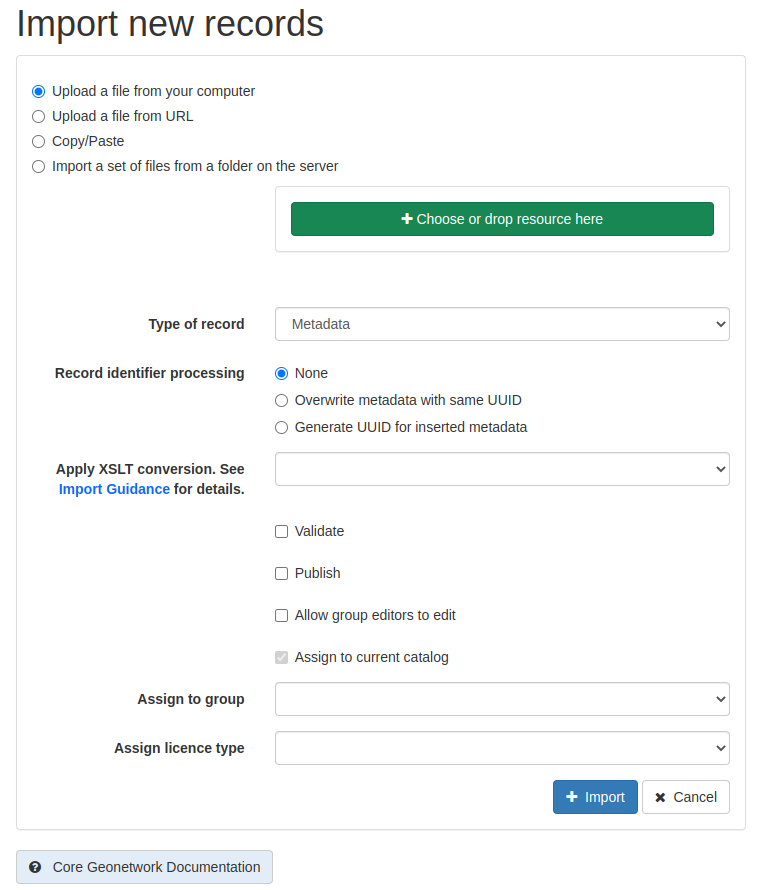 Import new records
Upload a file from your computer
Upload a file from URL
Copy/Paste
Import a set of files from a folder on the server
Choose or drop resource here
Type of record
Metadata
Record identifier processing
None
Overwrite metadata with same UUID
Generate UUID for inserted metadata
Apply XSLT conversion. See
Import Guidance for details.
Validate
Publish
Allow group editors to edit
Assign to current catalog
Assign to group
Assign licence type
Import
Cancel
Core Geonetwork Documentation